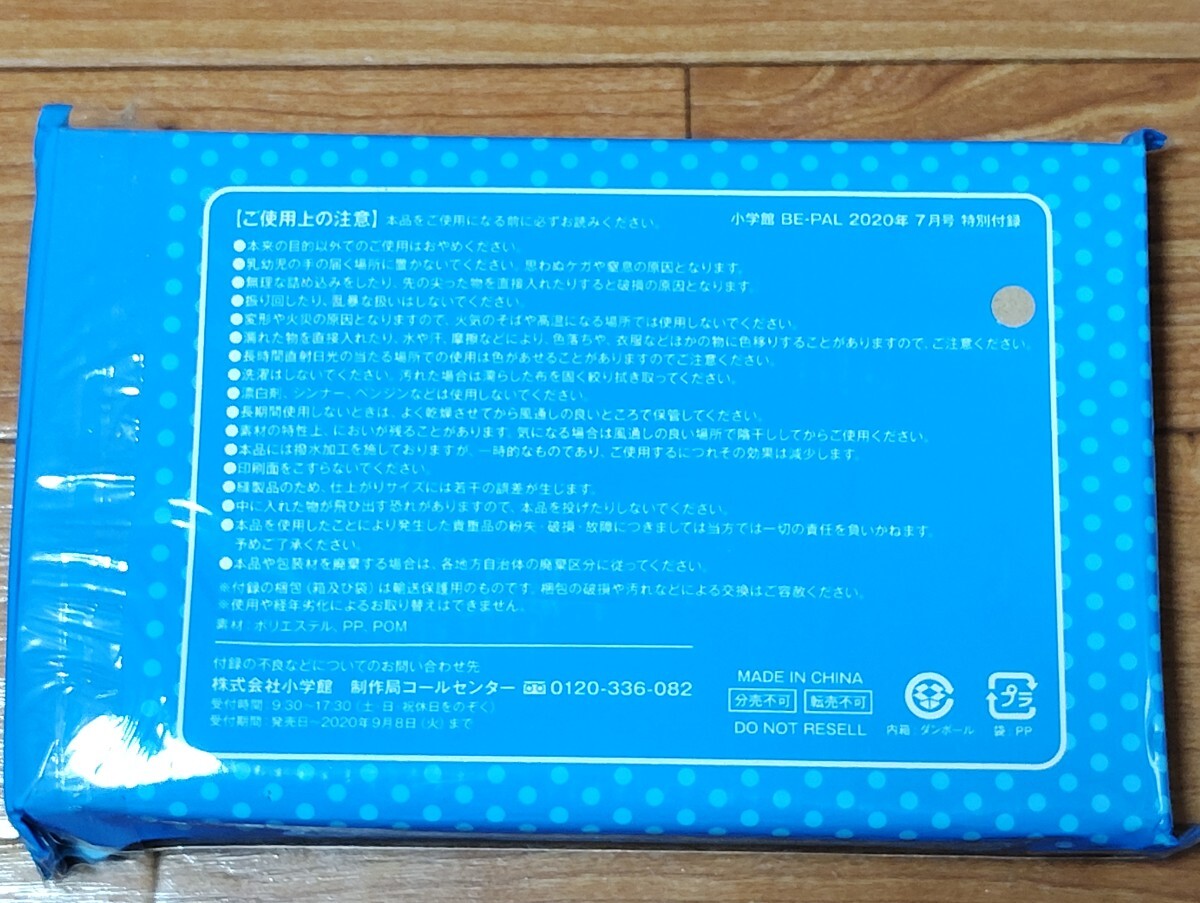 【ご使用上の注意】本品をご使用になる前に必ずお読みください。
小学館 BE-PAL 2020年 7月号 特別付録
●本来の目的以外でのご使用はおやめください。
●乳幼児の手の届く場所に置かないでください。思わぬケガや窒息の原因となります。
●無理な詰め込みをしたり、先の尖った物を直接入れたりすると破損の原因となります。
●振り回したり、乱暴な扱いはしないでください。
●変形や火災の原因となりますので、火気のそばや高温になる場所では使用しないでください。
●濡れた物を直接入れたり、水や汗、摩擦などにより、色落ちや、衣服などほかの物に色移りすることがありますので、ご注意ください。
●長時間直射日光の当たる場所での使用は色があせることがありますのでご注意ください。
●洗濯はしないでください。汚れた場合は濡らした布を固く絞り拭き取ってください。
●漂白剤、シンナー、ベンジンなどは使用しないでください。
●長期間使用しないときは、よく乾燥させてから風通しの良いところで保管してください。
●素材の特性上、においが残ることがあります。気になる場合は風通しの良い場所で陰干ししてからご使用ください。
●本品には撥水加工を施しておりますが、一時的なものであり、ご使用するにつれその効果は減少します。
●印刷面をこすらないでください。
●縫製品のため、仕上がりサイズには若干の誤差が生じます。
●中に入れた物が飛び出す恐れがありますので、本品を投げたりしないでください。
●本品を使用したことにより発生した貴重品の紛失・破損・故障につきましては当方では一切の責任を負いかねます。
予めご了承ください。
●本品や包装材を廃棄する場合は、各地方自治体の廃棄区分に従ってください。
※付録の梱包(箱及び袋)は輸送保護用のものです。梱包の破損や汚れなどによる交換はご容赦ください。
※使用や経年劣化によるお取り替えはできません。
素材:ポリエステル、PP、POM
付録の不良などについてのお問い合わせ先
株式会社小学館 制作局コールセンター 0120-336-082
受付時間:9:30~17:30(土・日・祝休日をのぞく)
受付期間:発売日~2020年9月8日(火)まで
MADE IN CHINA
分売不可 転売不可
DO NOT RESELL
内箱:ダンボール
プラ
袋:PP